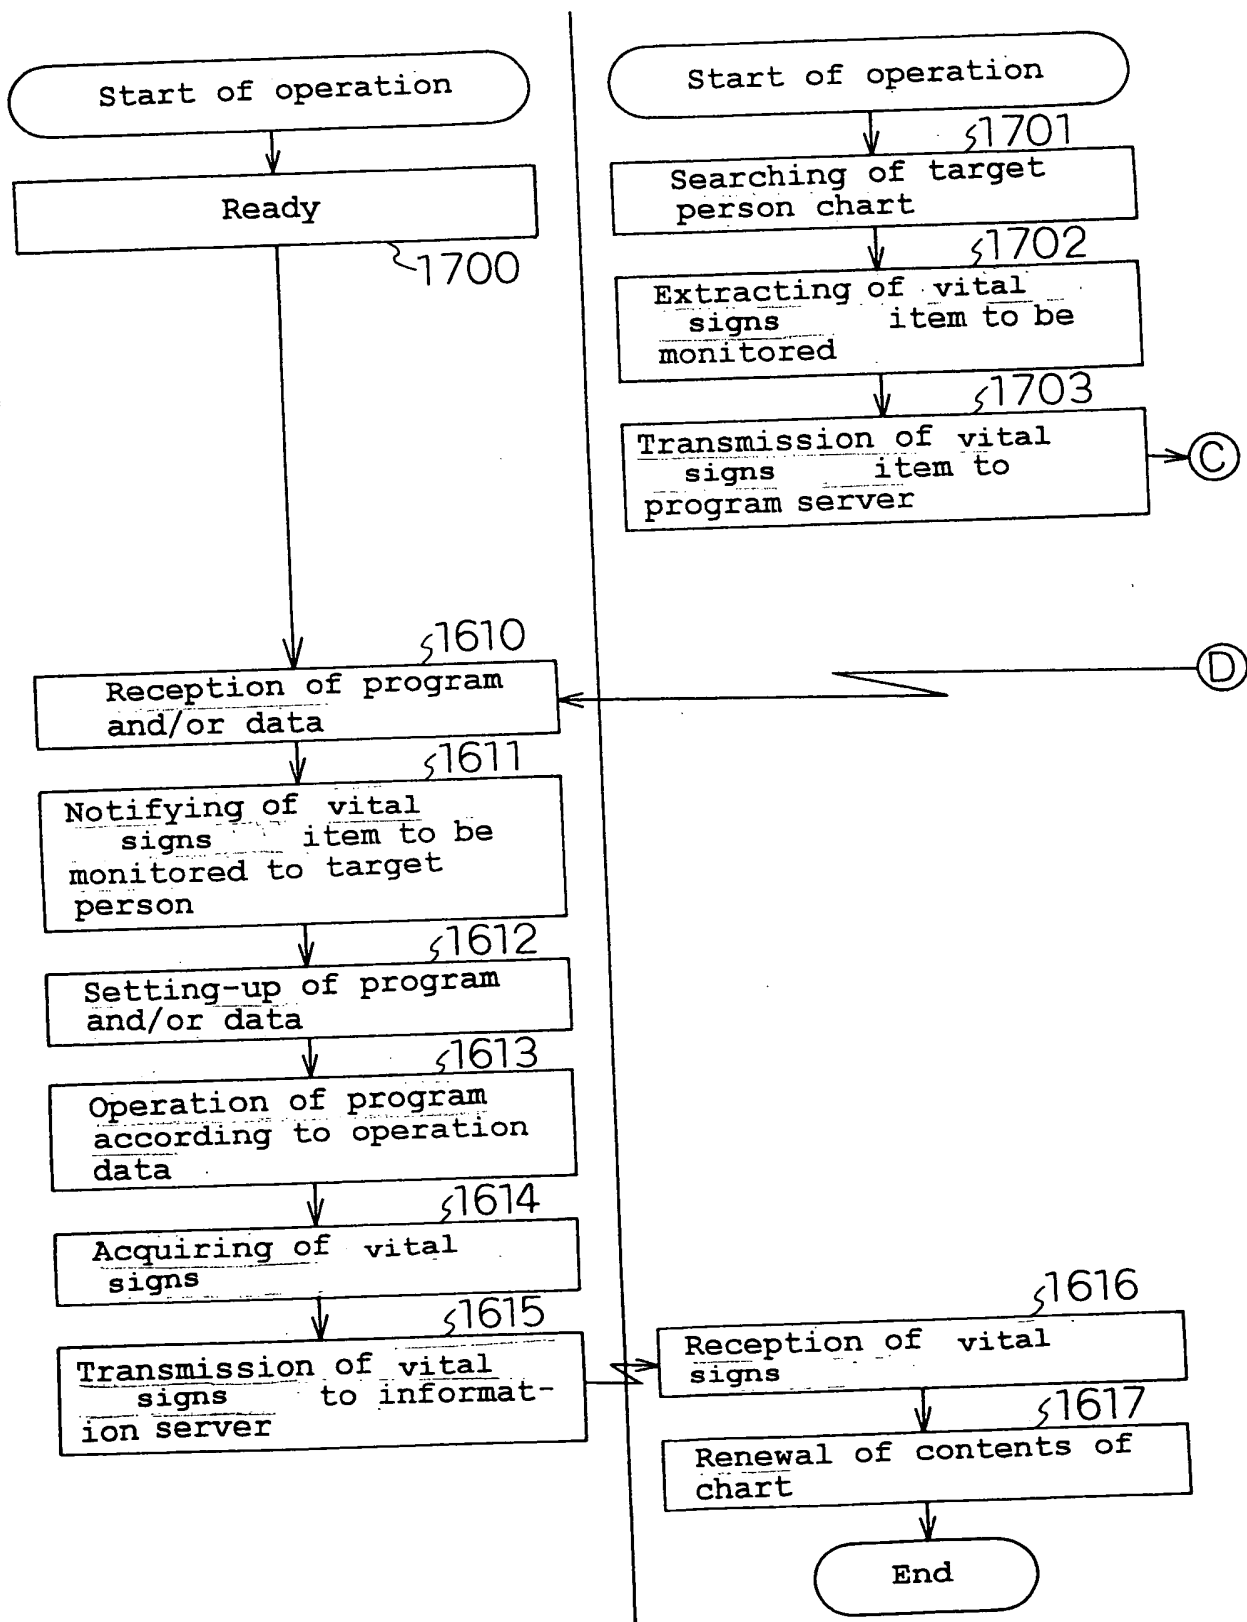 Start of operation
Ready
1700
1610
Reception of program
and/or data
1611
Notifying of vital
signs item to be
monitored to target
person
1612
Setting-up of program
and/or data
1613
Operation of program
according to operation
data
1614
Acquiring of vital
signs
1615
Transmission of vital
signs to informat-
ion server
Start of operation
1701
Searching of target
person chart
1702
Extracting of vital
signs item to be
monitored
1703
Transmission of vital
signs item to
program server
C
D
1616
Reception of vital
signs
1617
Renewal of contents of
chart
End